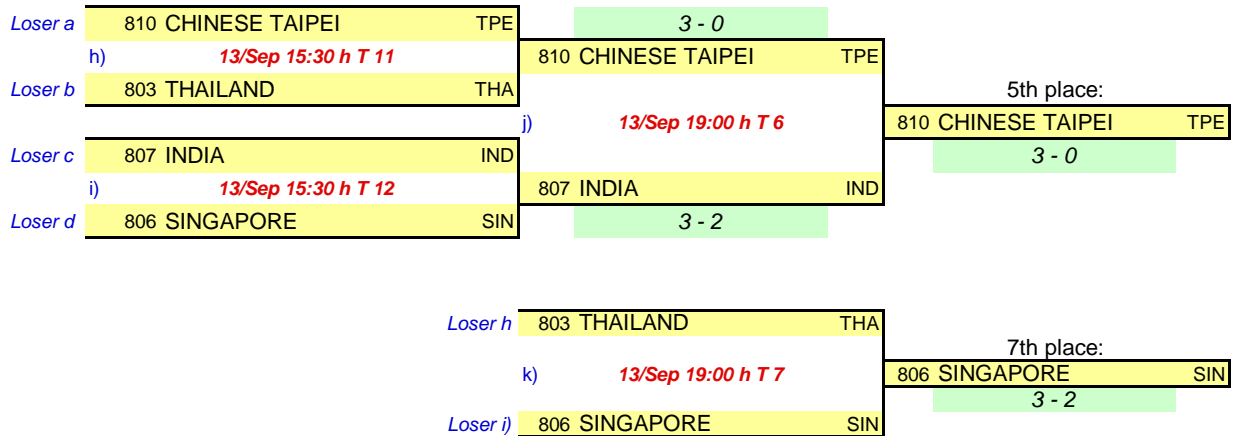 Loser a 810 CHINESE TAIPEI TPE 3 - 0
h) 13/Sep 15:30 h T 11 810 CHINESE TAIPEI TPE
Loser b 803 THAILAND THA 5th place:
j) 13/Sep 19:00 h T 6 810 CHINESE TAIPEI TPE
Loser c 807 INDIA IND 3 - 0
i) 13/Sep 15:30 h T 12 807 INDIA IND
Loser d 806 SINGAPORE SIN 3 - 2
Loser h 803 THAILAND THA
7th place:
k) 13/Sep 19:00 h T 7 806 SINGAPORE SIN
3 - 2
Loser i) 806 SINGAPORE SIN